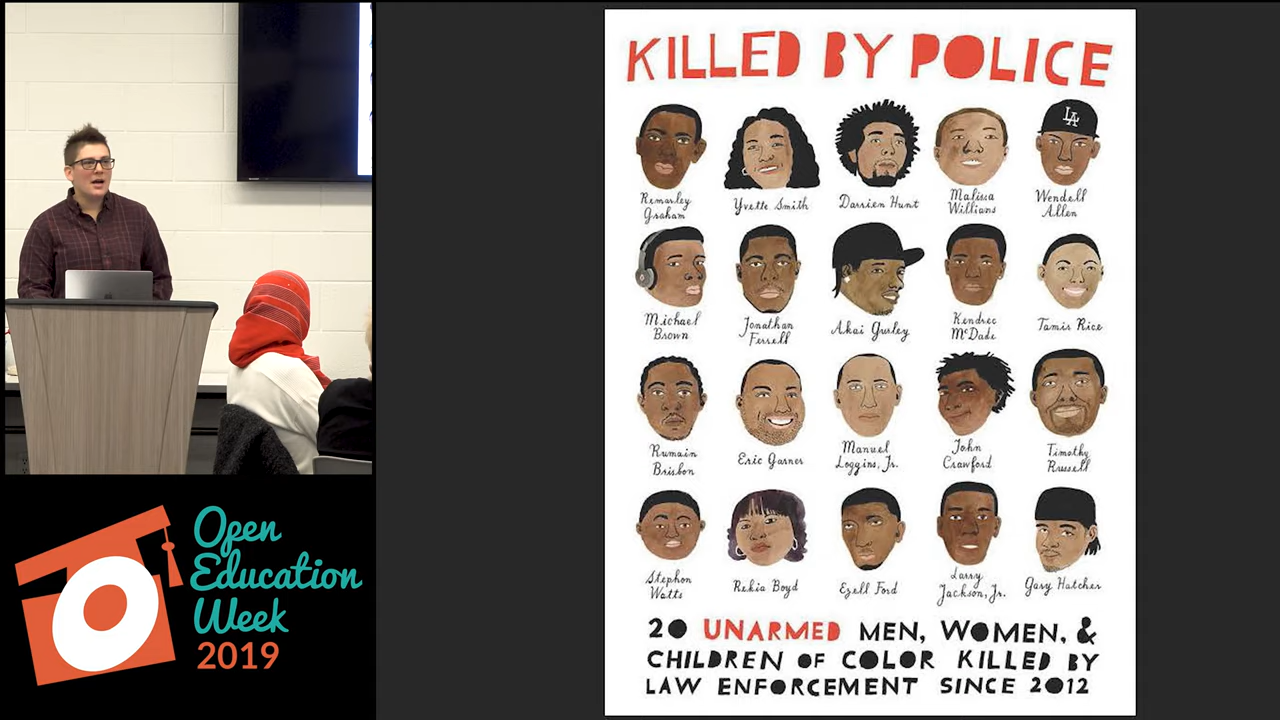 KILLED BY POLICE
Remarley
Graham
Yvette Smith
Darrien Hunt
Malissa
Williams
Wendell
Allen
LA
Michael
Brown
Jonathan
Ferrell
Akai Gurley
Kendrec
McDade
Tamir Rice
Rumain
Brisbon
Eric Garner
Manuel
Loggins, Jr.
John
Crawford
Timothy
Russell
Stephon
Watts
Rekia Boyd
Ezell Ford
Larry
Jackson, Jr.
Gary Hatcher
20 UNARMED MEN, WOMEN, &
CHILDREN OF COLOR KILLED BY
LAW ENFORCEMENT SINCE 2012
Open
Education
Week
2019